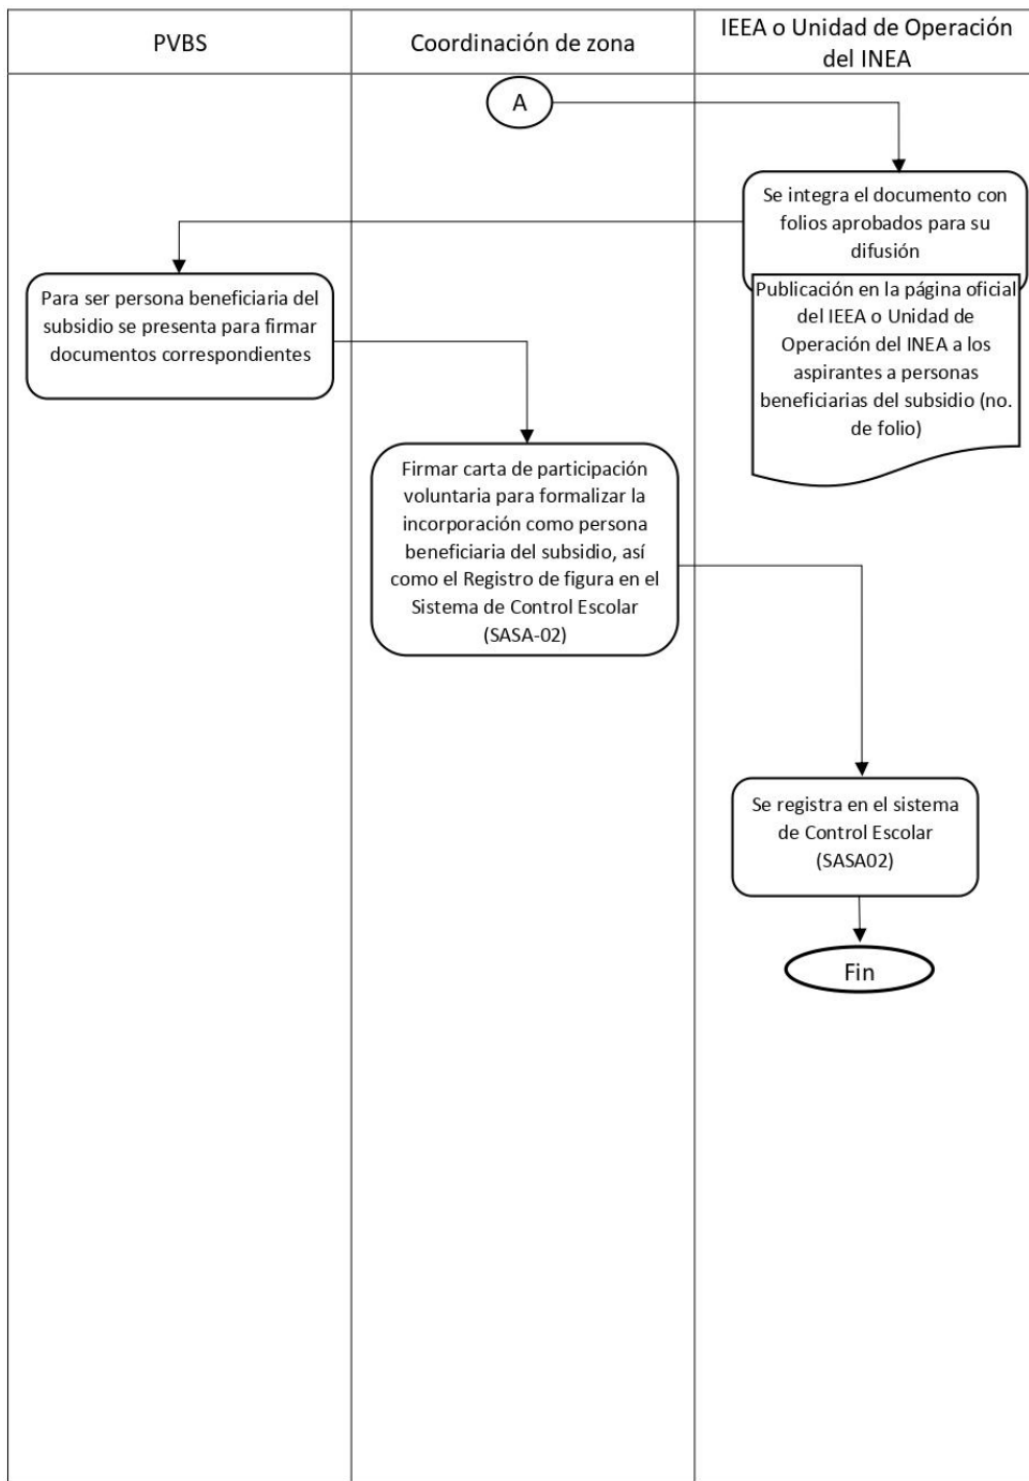 PVBS
Coordinación de zona
IEEA o Unidad de Operación
del INEA
A
Se integra el documento con
folios aprobados para su
difusión
Publicación en la página oficial
del IEEA o Unidad de
Operación del INEA a los
aspirantes a personas
beneficiarias del subsidio (no.
de folio)
Para ser persona beneficiaria del
subsidio se presenta para firmar
documentos correspondientes
Firmar carta de participación
voluntaria para formalizar la
incorporación como persona
beneficiaria del subsidio, así
como el Registro de figura en el
Sistema de Control Escolar
(SASA-02)
Se registra en el sistema
de Control Escolar
(SASA02)
Fin